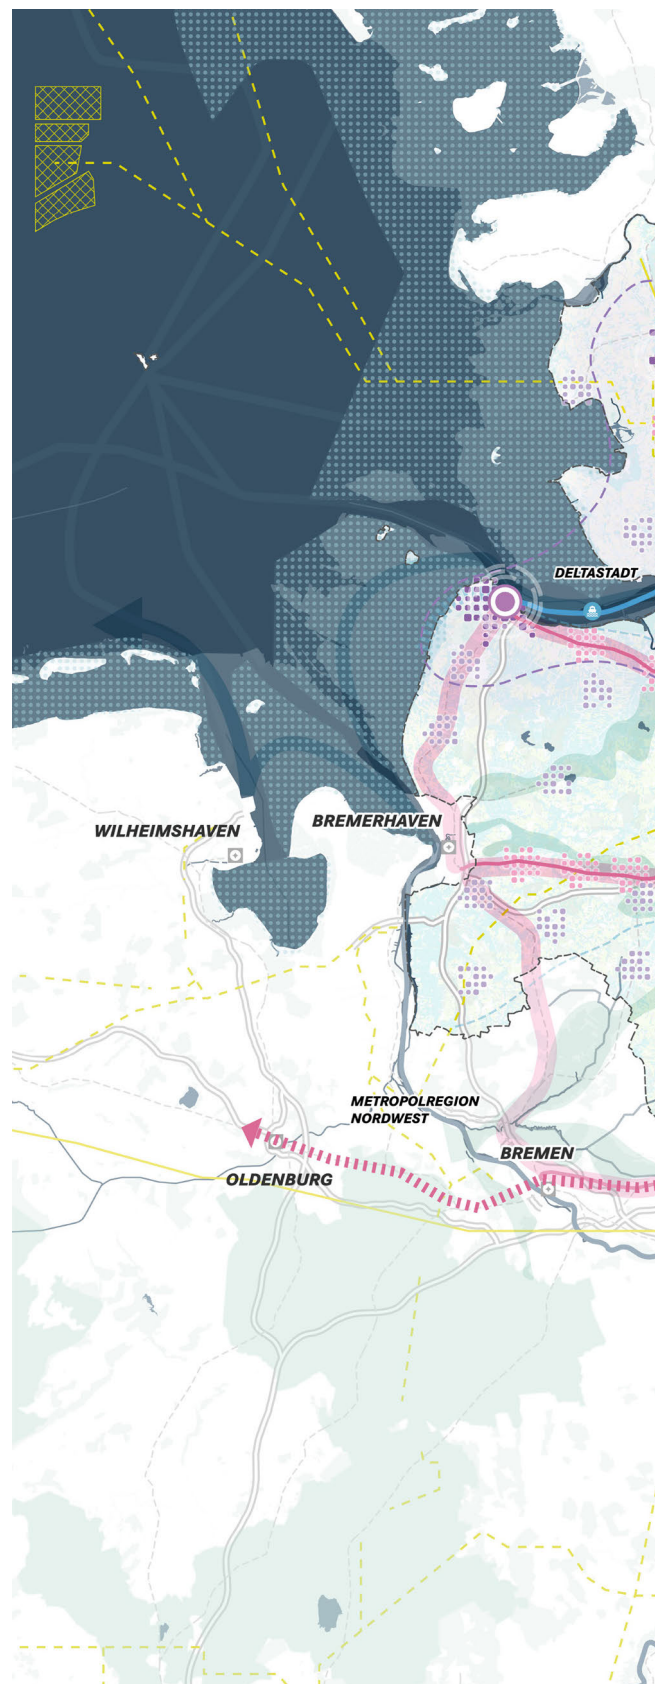 DELTASTADT
WILHEIMSHAVEN
BREMERHAVEN
METROPOLREGION
NORDWEST
BREMEN
OLDENBURG